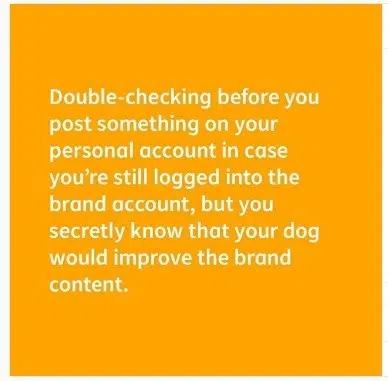 Double-checking before you
post something on your
personal account in case
you’re still logged into the
brand account, but you
secretly know that your dog
would improve the brand
content.